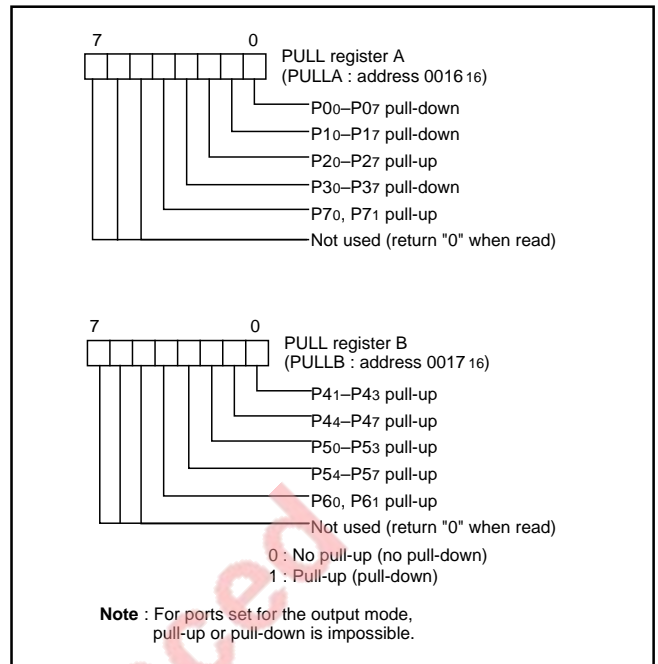 7 0
PULL register A
(PULLA : address 0016 16)
P00–P07 pull-down
P10–P17 pull-down
P20–P27 pull-up
P30–P37 pull-down
P70, P71 pull-up
Not used (return "0" when read)
7 0
PULL register B
(PULLB : address 0017 16)
P41–P43 pull-up
P44–P47 pull-up
P50–P53 pull-up
P54–P57 pull-up
P60, P61 pull-up
Not used (return "0" when read)
0 : No pull-up (no pull-down)
1 : Pull-up (pull-down)
Note : For ports set for the output mode,
pull-up or pull-down is impossible.